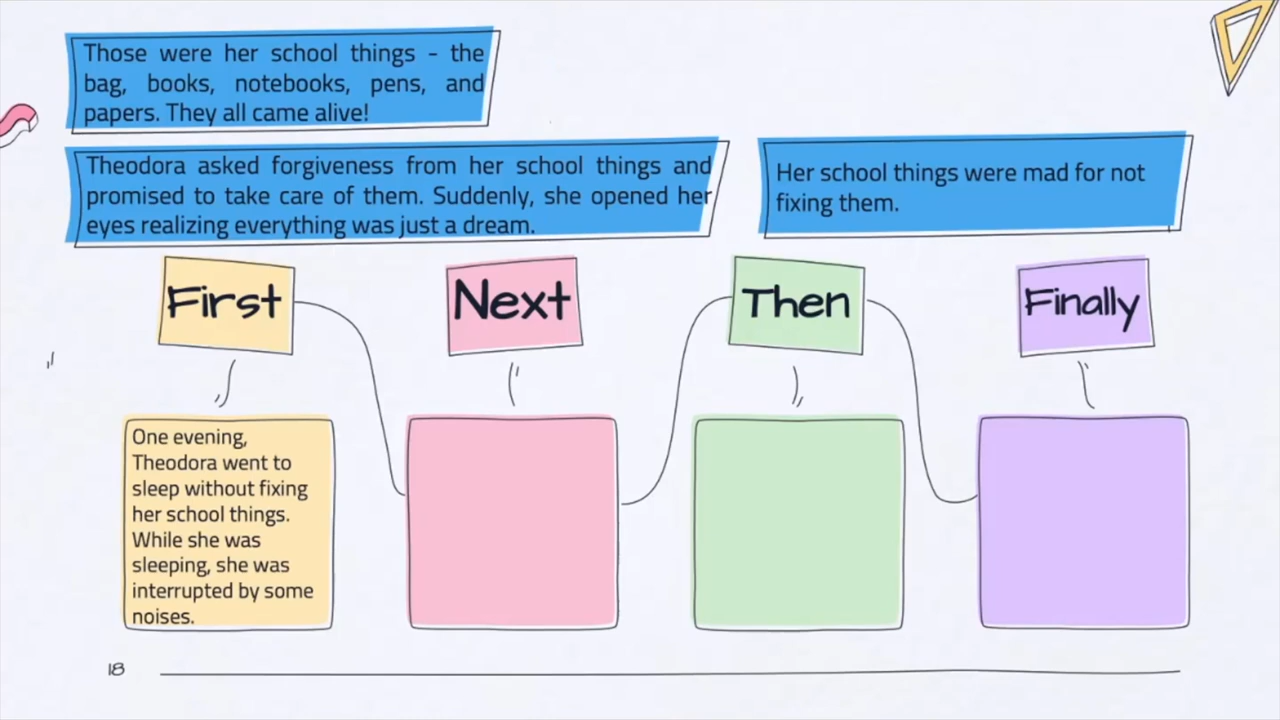 Those were her school things - the
bag, books, notebooks, pens, and
papers. They all came alive!
Theodora asked forgiveness from her school things and
promised to take care of them. Suddenly, she opened her
eyes realizing everything was just a dream.
Her school things were mad for not
fixing them.
First
Next
Then
Finally
One evening,
Theodora went to
sleep without fixing
her school things.
While she was
sleeping, she was
interrupted by some
noises.
18